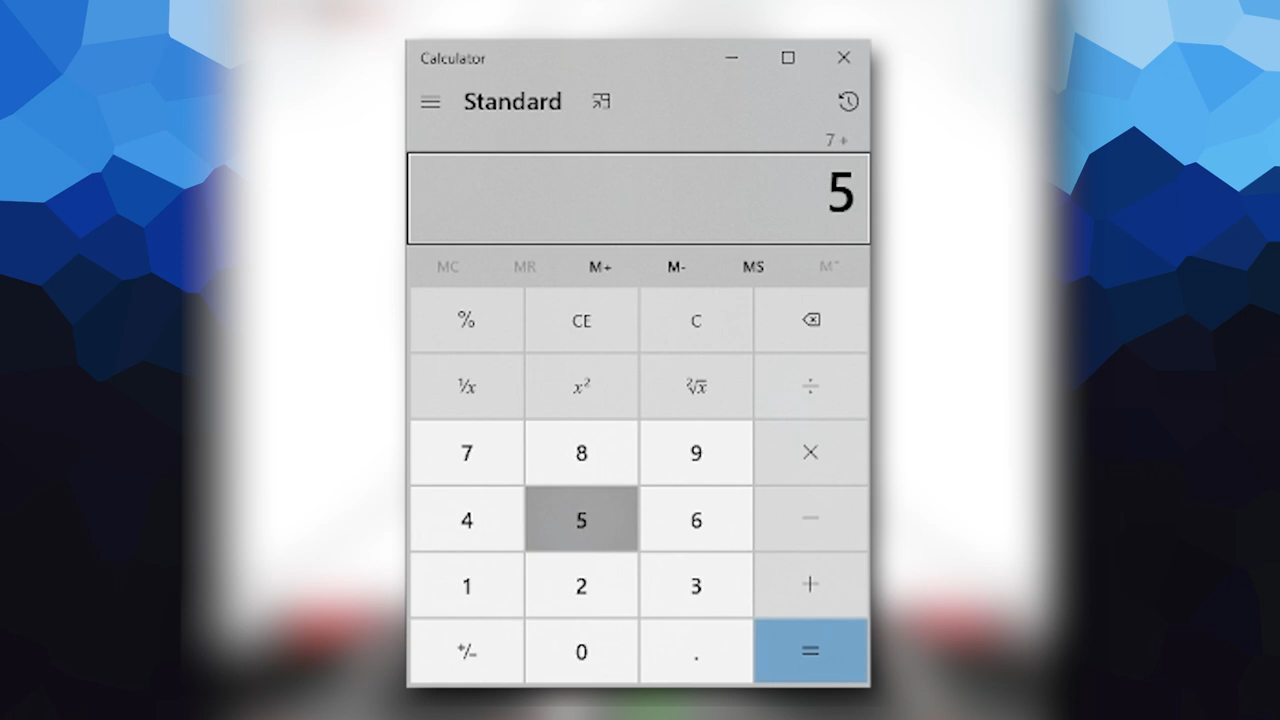 Calculator
Standard
7 +
5
MC MR M+ M- MS M˅
% CE C
¹/x x² ²√x ÷
7 8 9 ×
4 5 6 −
1 2 3 +
+/− 0 . =